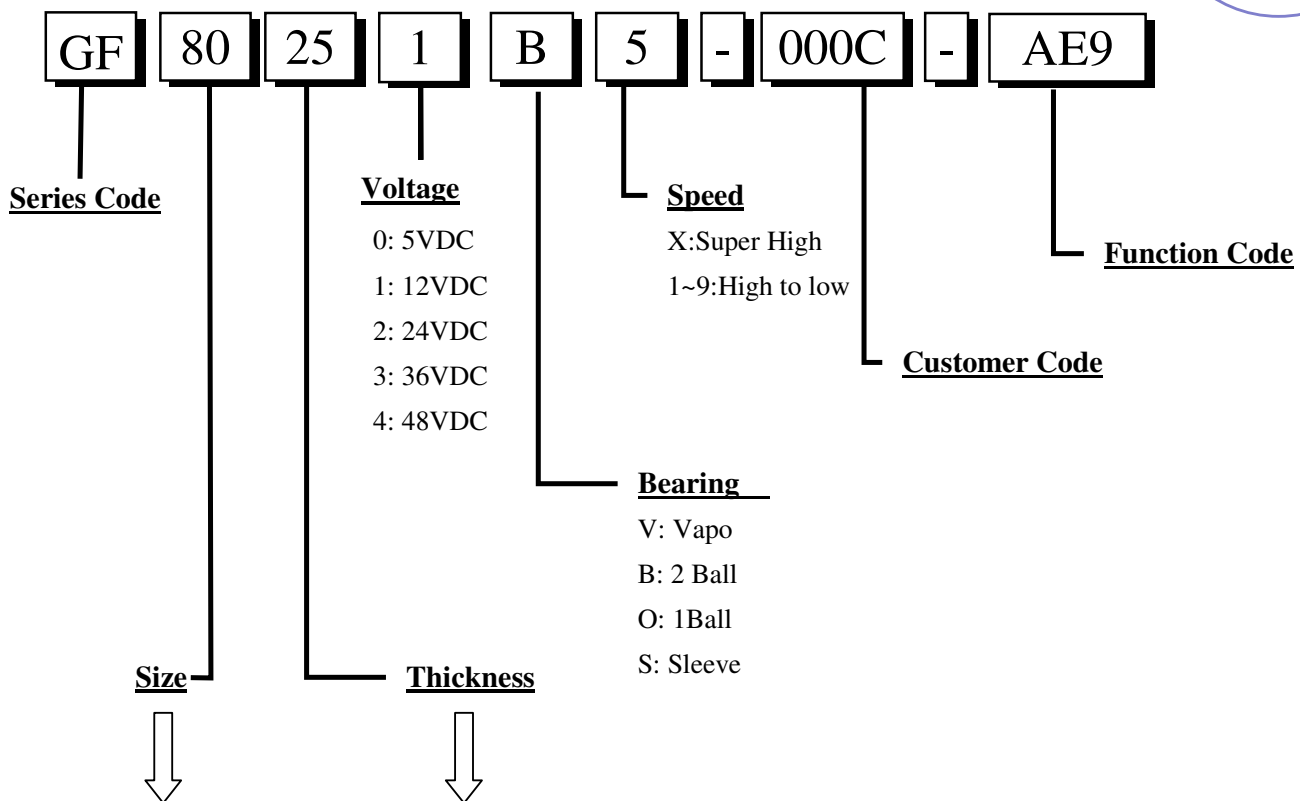 GF 80 25 1 B 5 - 000C - AE9
Series Code
Voltage
0: 5VDC
1: 12VDC
2: 24VDC
3: 36VDC
4: 48VDC
Speed
X:Super High
1~9:High to low
Function Code
Customer Code
Bearing
V: Vapo
B: 2 Ball
O: 1Ball
S: Sleeve
Size
Thickness